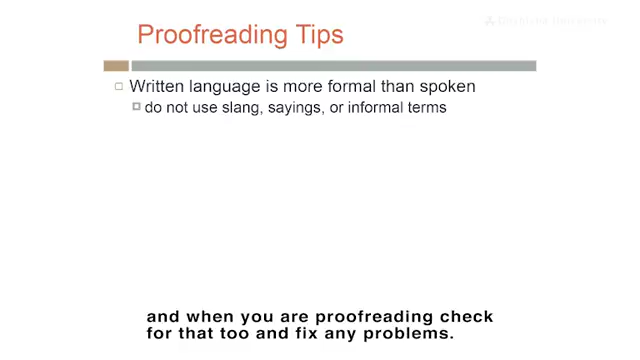 Proofreading Tips
Written language is more formal than spoken
do not use slang, sayings, or informal terms
and when you are proofreading check
for that too and fix any problems.